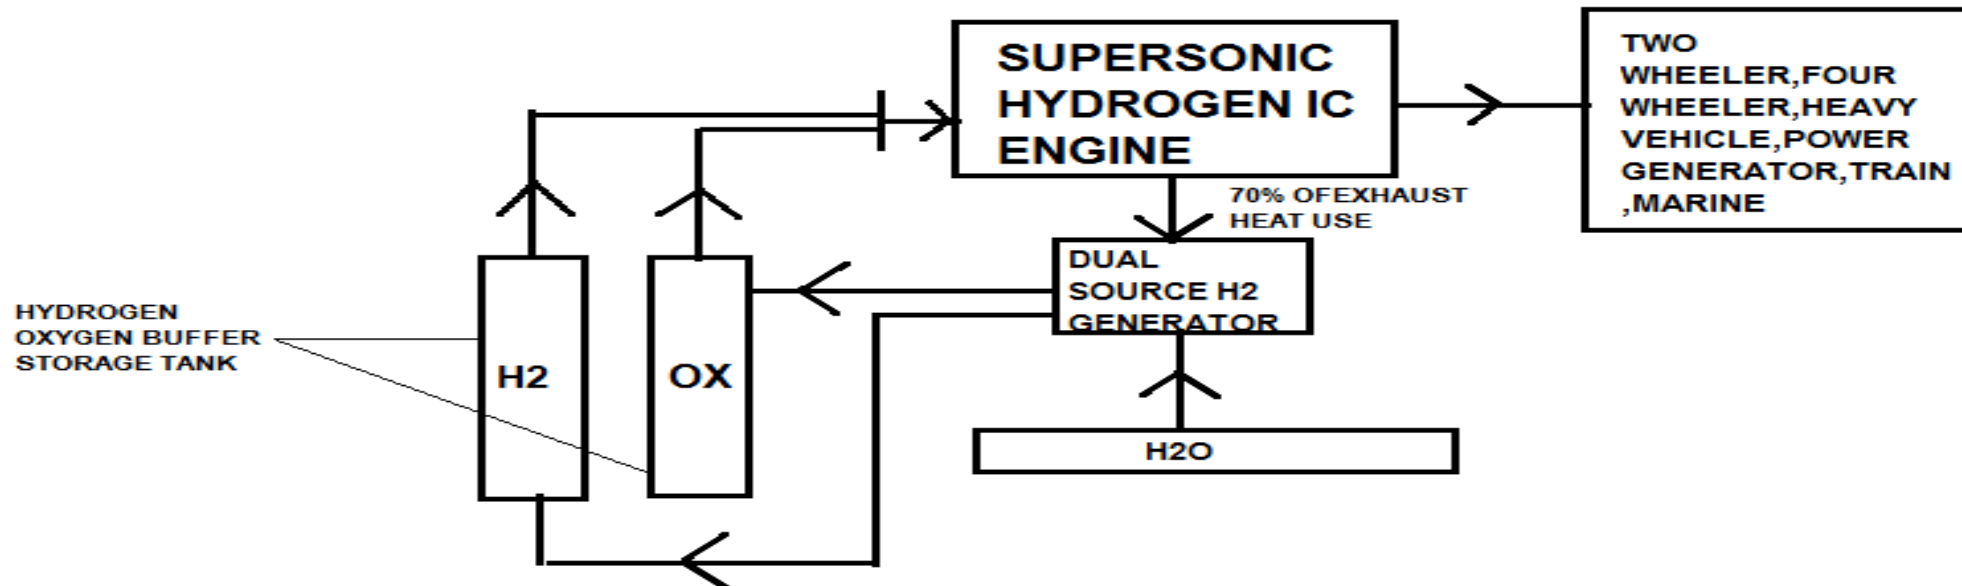 SUPERSONIC
HYDROGEN IC
ENGINE
TWO
WHEELER,FOUR
WHEELER,HEAVY
VEHICLE,POWER
GENERATOR,TRAIN
,MARINE
70% OFEXHAUST
HEAT USE
DUAL
SOURCE H2
GENERATOR
HYDROGEN
OXYGEN BUFFER
STORAGE TANK
H2
OX
H2O